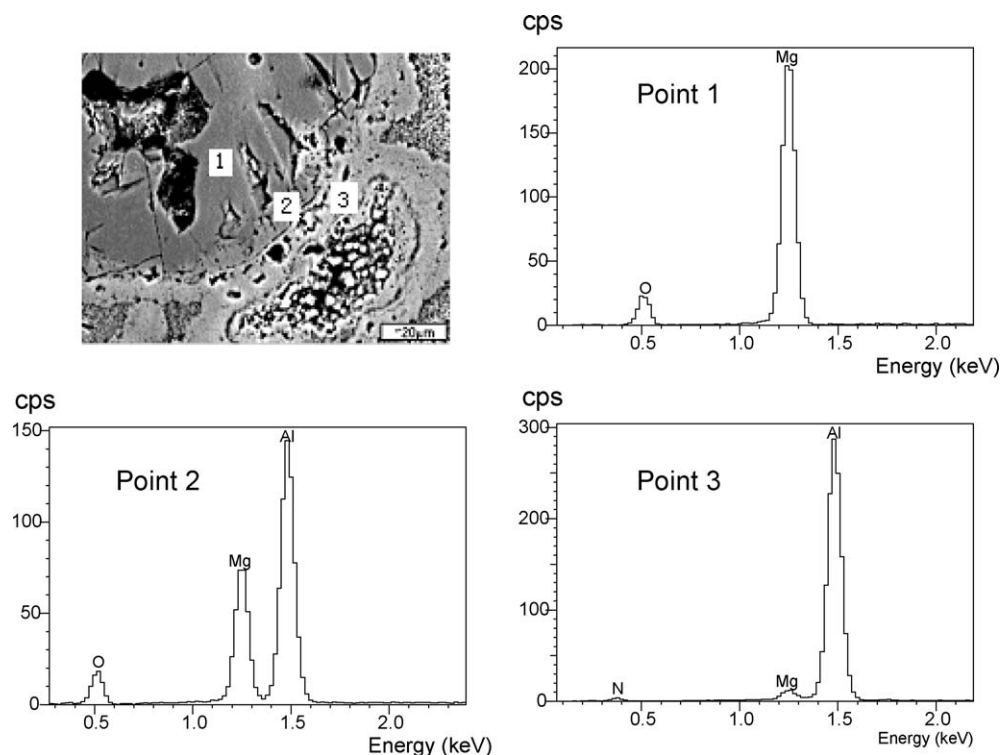 1
2
3
20μm
cps
200
150
100
50
0
Point 1
Mg
O
0.5 1.0 1.5 2.0
Energy (keV)
cps
150
100
50
0
Point 2
Al
Mg
O
0.5 1.0 1.5 2.0
Energy (keV)
cps
300
200
100
0
Point 3
Al
Mg
N
0.5 1.0 1.5 2.0
Energy (keV)